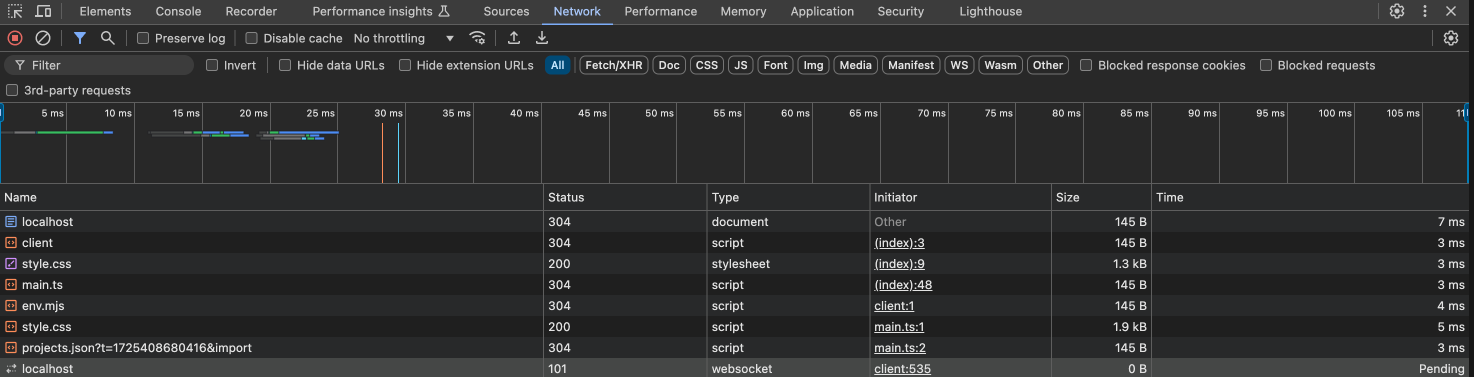 Elements Console Recorder Performance insights Sources Network Performance Memory Application Security Lighthouse
Preserve log Disable cache No throttling
Filter Invert Hide data URLs Hide extension URLs All Fetch/XHR Doc CSS JS Font Img Media Manifest WS Wasm Other Blocked response cookies Blocked requests
3rd-party requests
5 ms 10 ms 15 ms 20 ms 25 ms 30 ms 35 ms 40 ms 45 ms 50 ms 55 ms 60 ms 65 ms 70 ms 75 ms 80 ms 85 ms 90 ms 95 ms 100 ms 105 ms
Name Status Type Initiator Size Time
localhost 304 document Other 145 B 7 ms
client 304 script (index):3 145 B 3 ms
style.css 200 stylesheet (index):9 1.3 kB 3 ms
main.ts 304 script (index):48 145 B 3 ms
env.mjs 304 script client:1 145 B 4 ms
style.css 200 script main.ts:1 1.9 kB 5 ms
projects.json?t=1725408680416&import 304 script main.ts:2 145 B 3 ms
localhost 101 websocket client:535 0 B Pending